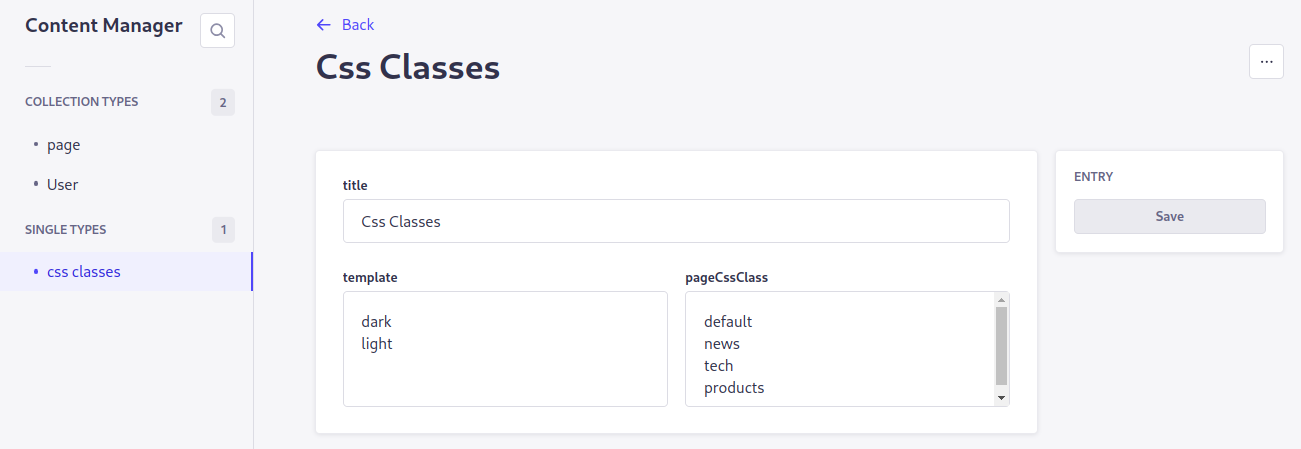 Content Manager
COLLECTION TYPES 2
page
User
SINGLE TYPES 1
css classes
Back
Css Classes
title
Css Classes
template
dark
light
pageCssClass
default
news
tech
products
ENTRY
Save